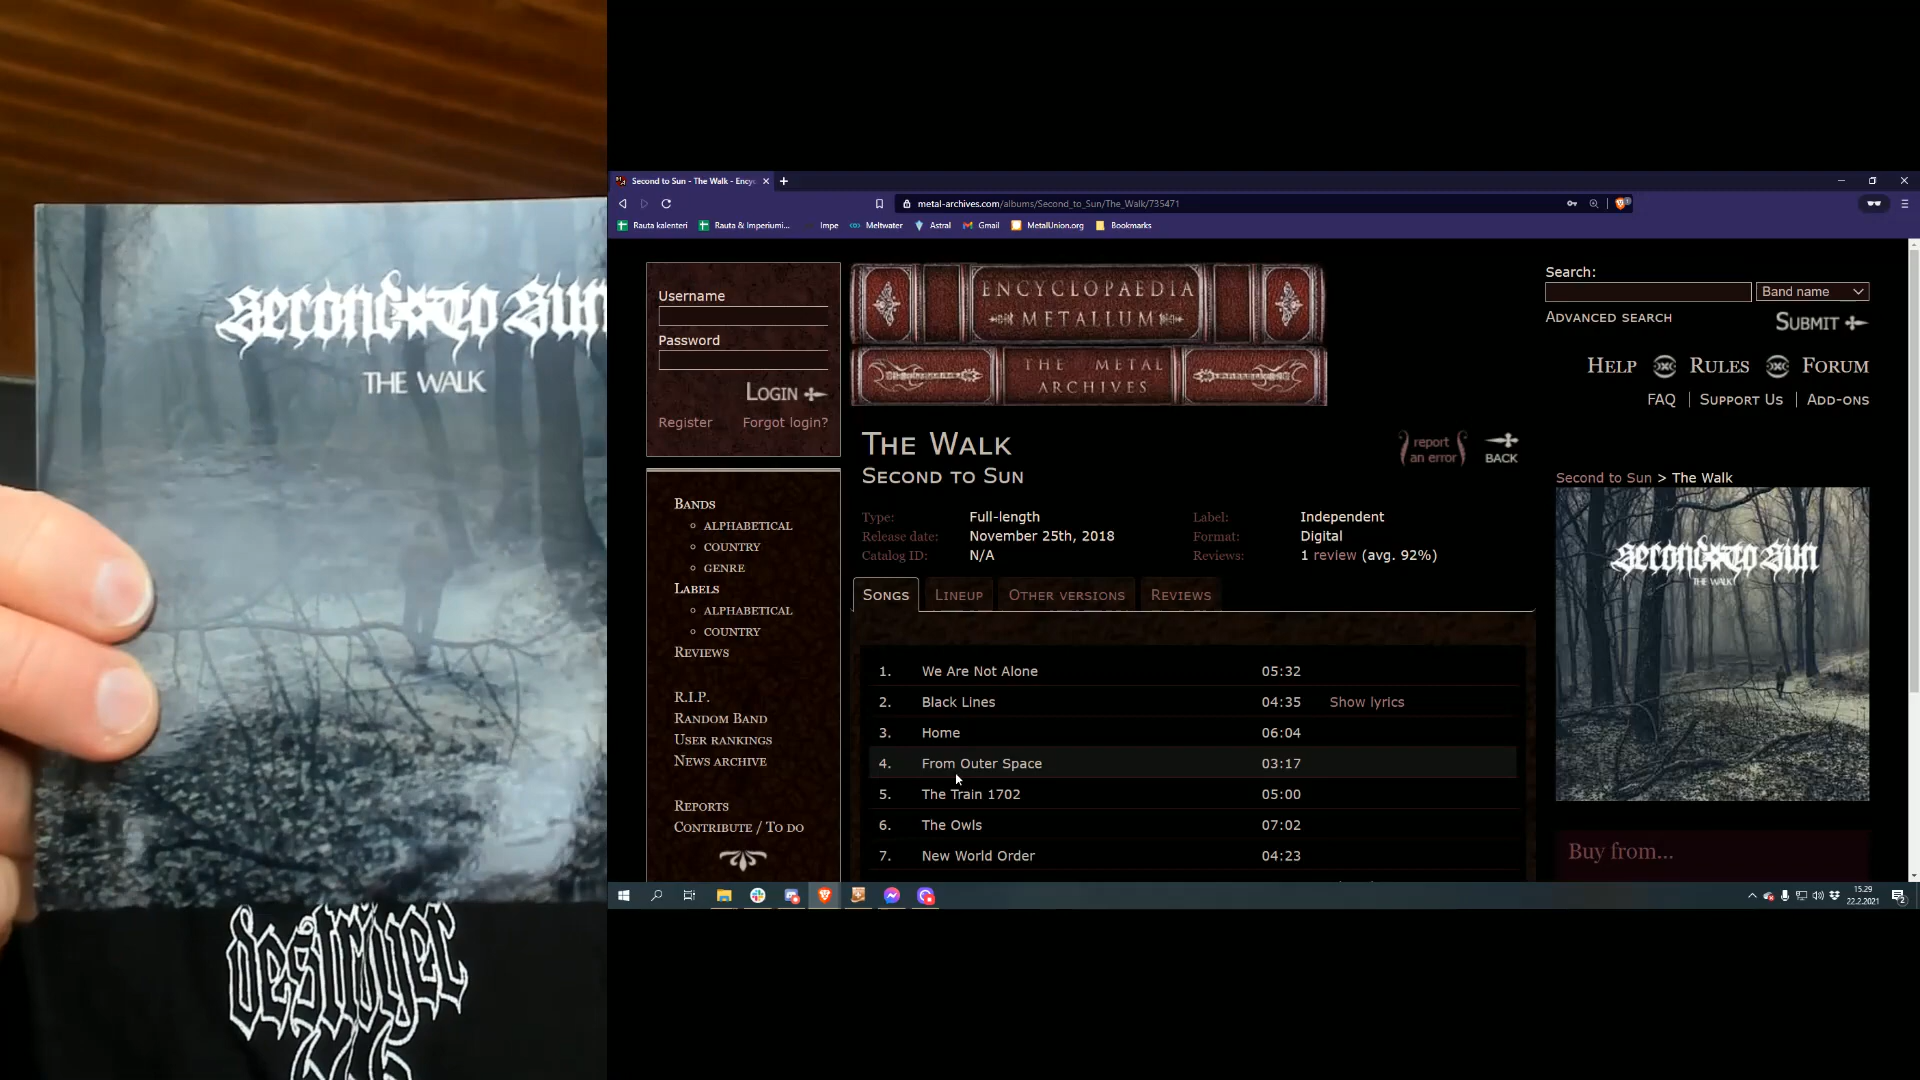 second to sun
THE WALK
destroyer
666
Second to Sun - The Walk - Ency
metal-archives.com/albums/Second_to_Sun/The_Walk/735471
Rauta kalenteri
Rauta & Imperiumi...
Impe
Meltwater
Astral
Gmail
MetalUnion.org
Bookmarks
Username
Password
LOGIN
Register Forgot login?
ENCYCLOPAEDIA
METALLUM
THE METAL
ARCHIVES
Search:
Band name
ADVANCED SEARCH
SUBMIT
HELP RULES FORUM
FAQ | SUPPORT US | ADD-ONS
BANDS
ALPHABETICAL
COUNTRY
GENRE
LABELS
ALPHABETICAL
COUNTRY
REVIEWS
R.I.P.
RANDOM BAND
USER RANKINGS
NEWS ARCHIVE
REPORTS
CONTRIBUTE / TO DO
THE WALK
SECOND TO SUN
report
an error
BACK
Type: Full-length
Release date: November 25th, 2018
Catalog ID: N/A
Label: Independent
Format: Digital
Reviews: 1 review (avg. 92%)
SONGS LINEUP OTHER VERSIONS REVIEWS
1. We Are Not Alone 05:32
2. Black Lines 04:35 Show lyrics
3. Home 06:04
4. From Outer Space 03:17
5. The Train 1702 05:00
6. The Owls 07:02
7. New World Order 04:23
Second to Sun > The Walk
second to sun
THE WALK
Buy from...
15.29
22.2.2021